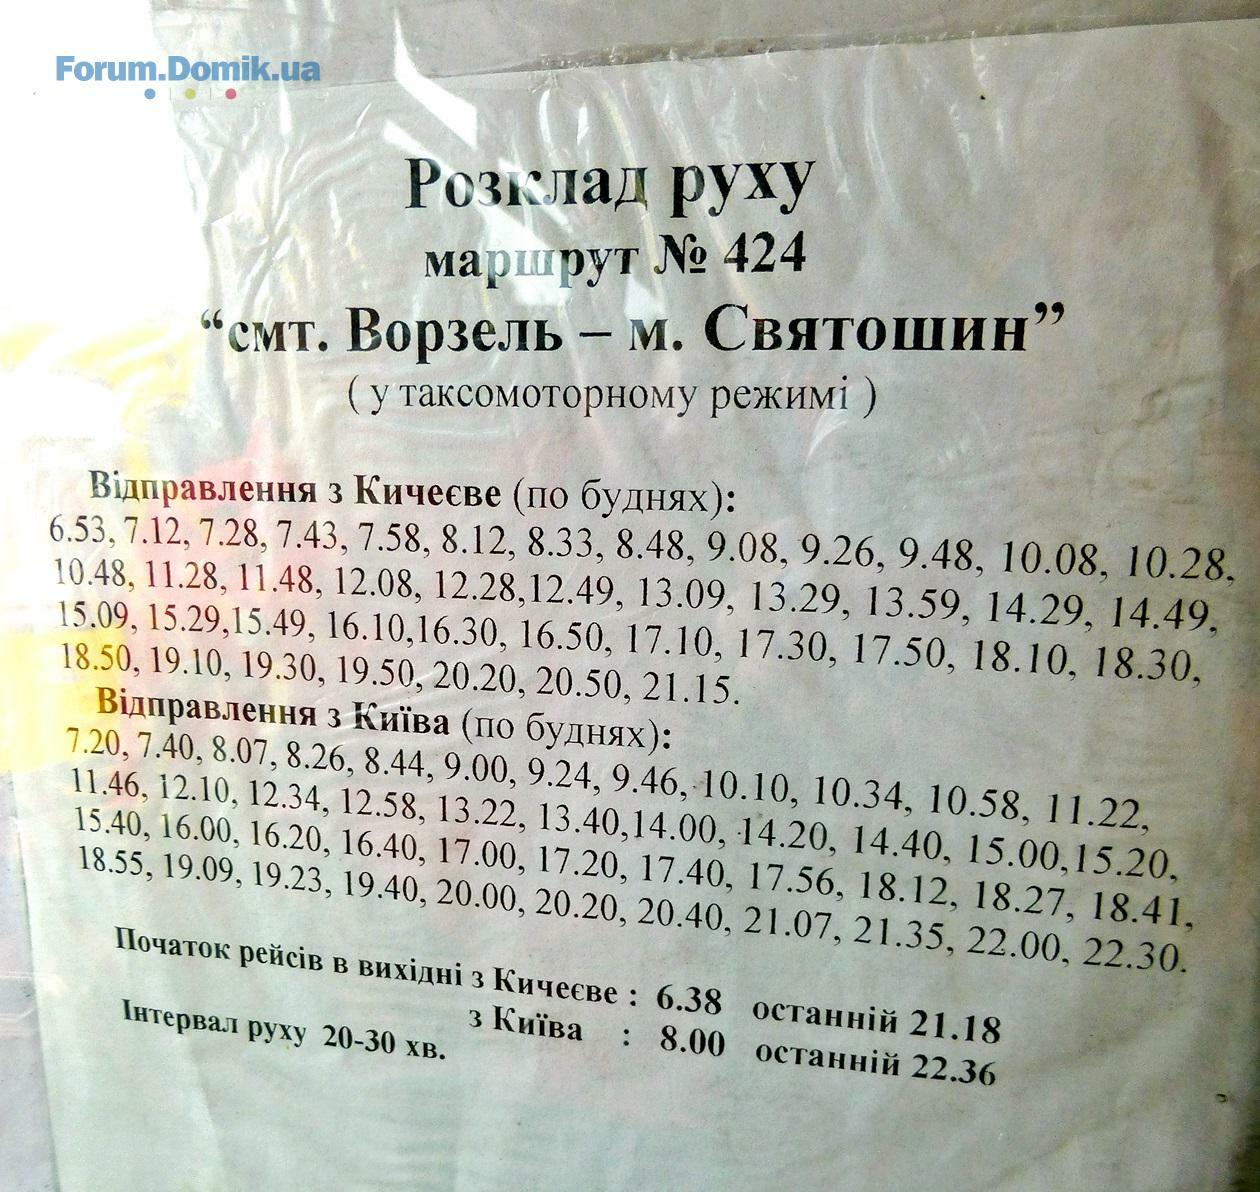 Forum.Domik.ua
Розклад руху
маршрут № 424
“смт. Ворзель – м. Святошин”
( у таксомоторному режимі )
Відправлення з Кичеєве (по буднях):
6.53, 7.12, 7.28, 7.43, 7.58, 8.12, 8.33, 8.48, 9.08, 9.26, 9.48, 10.08, 10.28,
10.48, 11.28, 11.48, 12.08, 12.28,12.49, 13.09, 13.29, 13.59, 14.29, 14.49,
15.09, 15.29,15.49, 16.10,16.30, 16.50, 17.10, 17.30, 17.50, 18.10, 18.30,
18.50, 19.10, 19.30, 19.50, 20.20, 20.50, 21.15.
Відправлення з Київа (по буднях):
7.20, 7.40, 8.07, 8.26, 8.44, 9.00, 9.24, 9.46, 10.10, 10.34, 10.58, 11.22,
11.46, 12.10, 12.34, 12.58, 13.22, 13.40,14.00, 14.20, 14.40, 15.00,15.20,
15.40, 16.00, 16.20, 16.40, 17.00, 17.20, 17.40, 17.56, 18.12, 18.27, 18.41,
18.55, 19.09, 19.23, 19.40, 20.00, 20.20, 20.40, 21.07, 21.35, 22.00, 22.30.
Початок рейсів в вихідні з Кичеєве : 6.38 останній 21.18
з Київа : 8.00 останній 22.36
Інтервал руху 20-30 хв.